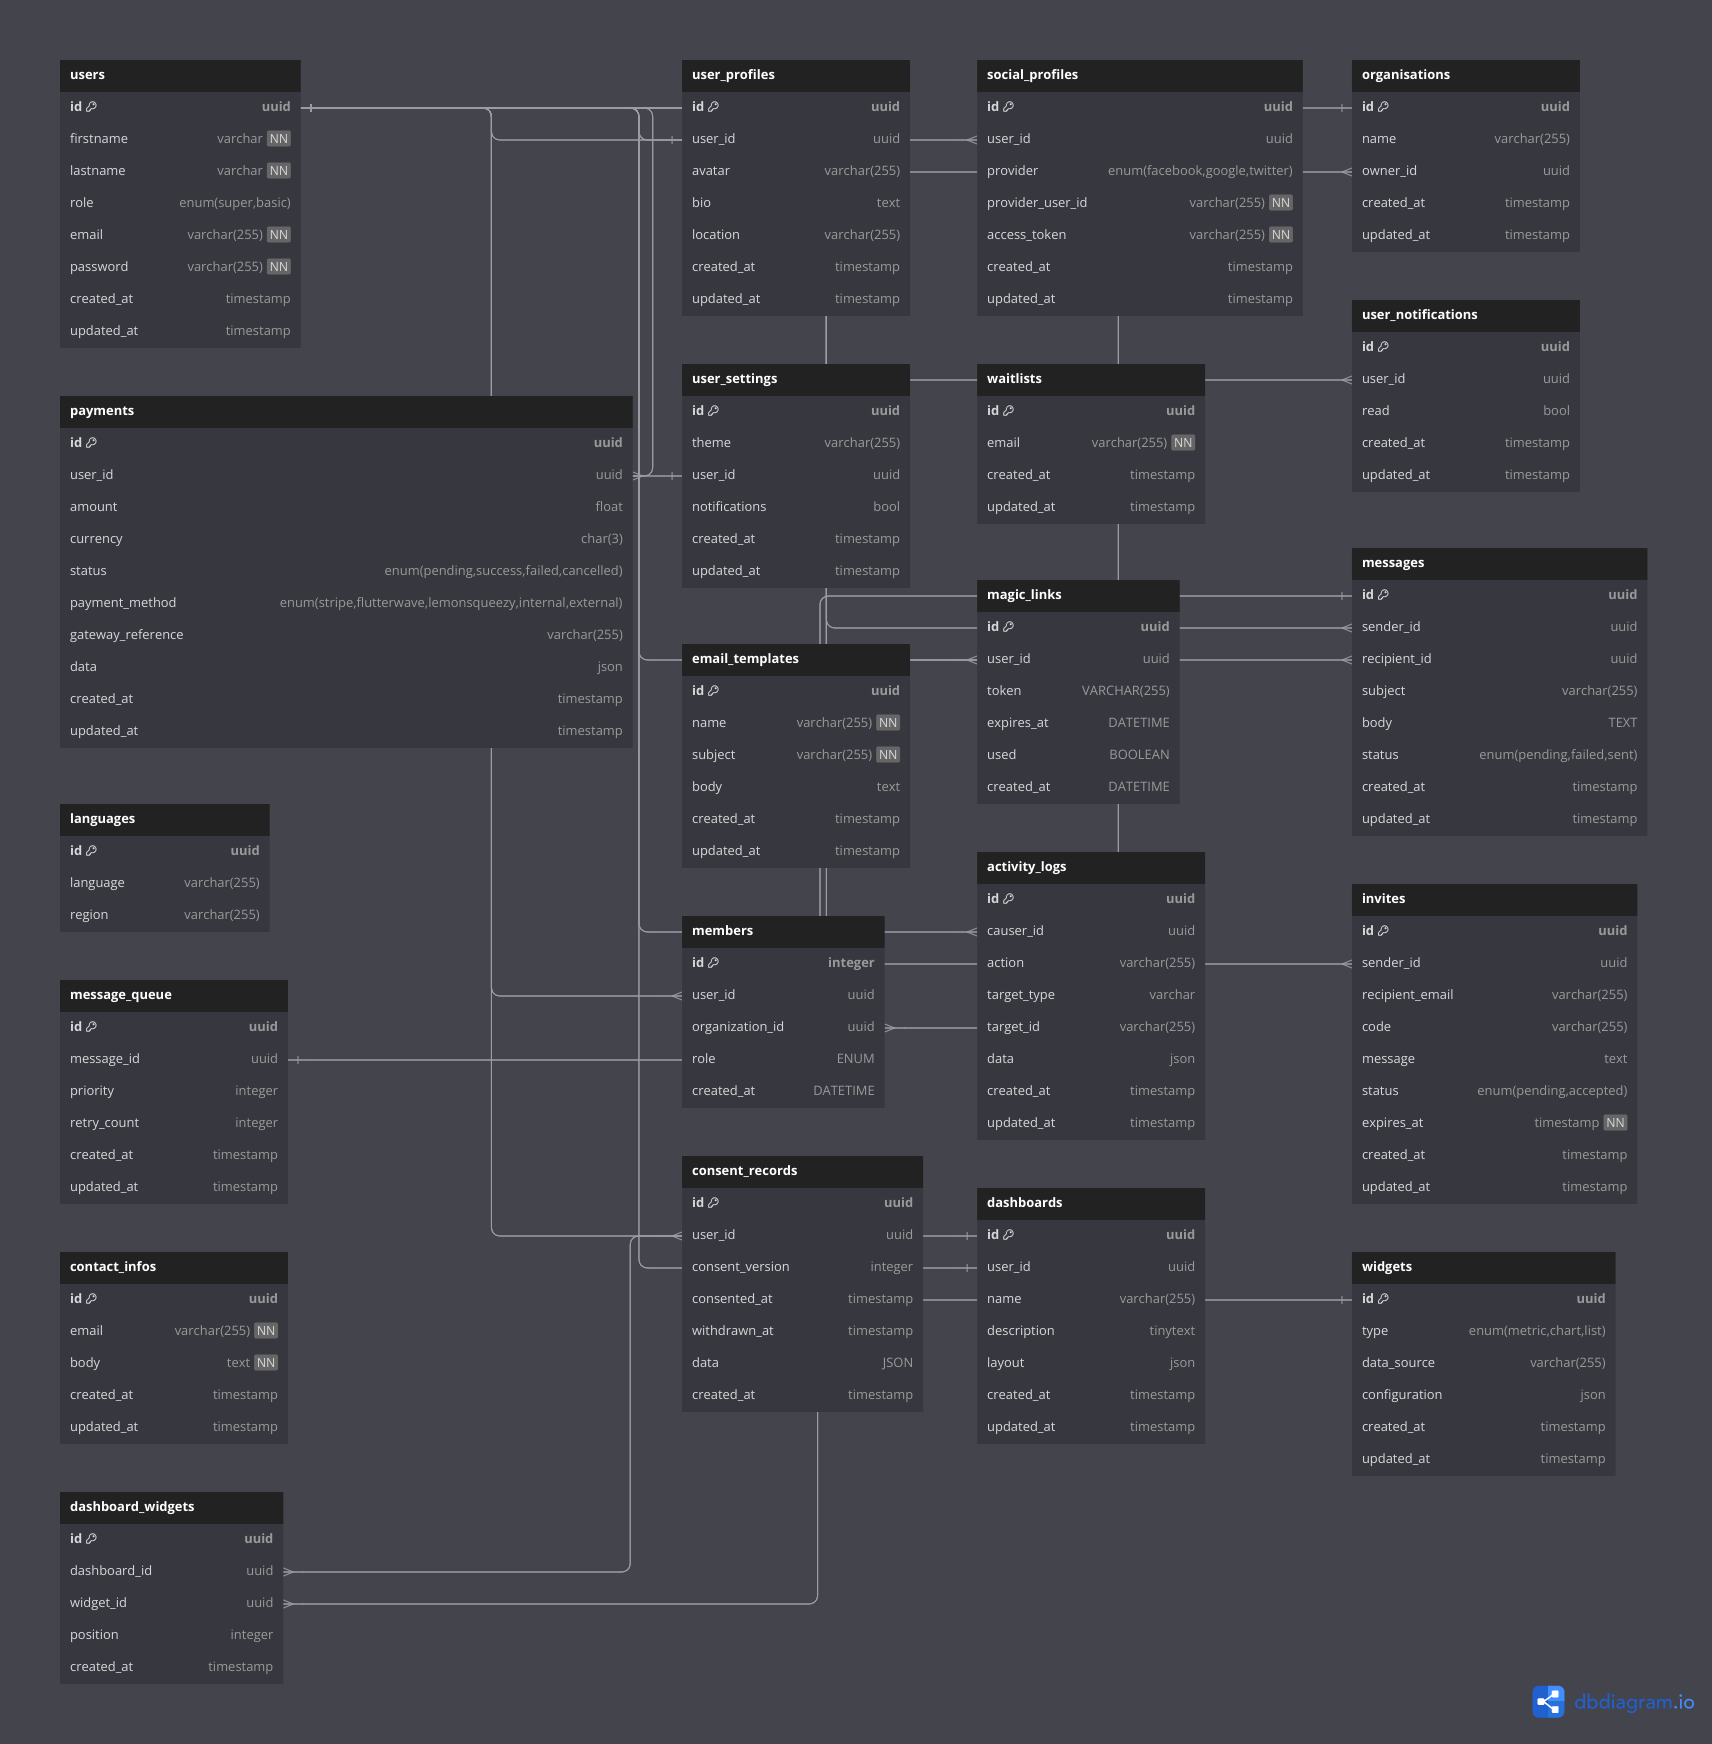 users
id uuid
firstname varchar NN
lastname varchar NN
role enum(super,basic)
email varchar(255) NN
password varchar(255) NN
created_at timestamp
updated_at timestamp
payments
id uuid
user_id uuid
amount float
currency char(3)
status enum(pending,success,failed,cancelled)
payment_method enum(stripe,flutterwave,lemonsqueezy,internal,external)
gateway_reference varchar(255)
data json
created_at timestamp
updated_at timestamp
languages
id uuid
language varchar(255)
region varchar(255)
message_queue
id uuid
message_id uuid
priority integer
retry_count integer
created_at timestamp
updated_at timestamp
contact_infos
id uuid
email varchar(255) NN
body text NN
created_at timestamp
updated_at timestamp
dashboard_widgets
id uuid
dashboard_id uuid
widget_id uuid
position integer
created_at timestamp
user_profiles
id uuid
user_id uuid
avatar varchar(255)
bio text
location varchar(255)
created_at timestamp
updated_at timestamp
user_settings
id uuid
theme varchar(255)
user_id uuid
notifications bool
created_at timestamp
updated_at timestamp
email_templates
id uuid
name varchar(255) NN
subject varchar(255) NN
body text
created_at timestamp
updated_at timestamp
members
id integer
user_id uuid
organization_id uuid
role ENUM
created_at DATETIME
consent_records
id uuid
user_id uuid
consent_version integer
consented_at timestamp
withdrawn_at timestamp
data JSON
created_at timestamp
social_profiles
id uuid
user_id uuid
provider enum(facebook,google,twitter)
provider_user_id varchar(255) NN
access_token varchar(255) NN
created_at timestamp
updated_at timestamp
waitlists
id uuid
email varchar(255) NN
created_at timestamp
updated_at timestamp
magic_links
id uuid
user_id uuid
token VARCHAR(255)
expires_at DATETIME
used BOOLEAN
created_at DATETIME
activity_logs
id uuid
causer_id uuid
action varchar(255)
target_type varchar
target_id varchar(255)
data json
created_at timestamp
updated_at timestamp
dashboards
id uuid
user_id uuid
name varchar(255)
description tinytext
layout json
created_at timestamp
updated_at timestamp
organisations
id uuid
name varchar(255)
owner_id uuid
created_at timestamp
updated_at timestamp
user_notifications
id uuid
user_id uuid
read bool
created_at timestamp
updated_at timestamp
messages
id uuid
sender_id uuid
recipient_id uuid
subject varchar(255)
body TEXT
status enum(pending,failed,sent)
created_at timestamp
updated_at timestamp
invites
id uuid
sender_id uuid
recipient_email varchar(255)
code varchar(255)
message text
status enum(pending,accepted)
expires_at timestamp NN
created_at timestamp
updated_at timestamp
widgets
id uuid
type enum(metric,chart,list)
data_source varchar(255)
configuration json
created_at timestamp
updated_at timestamp
dbdiagram.io